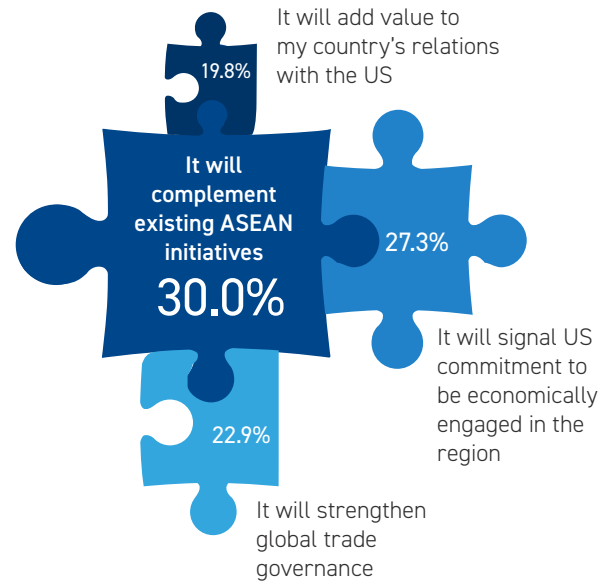 It will add value to
my country's relations
with the US
19.8%
It will
complement
existing ASEAN
initiatives
30.0%
27.3%
It will signal US
commitment to
be economically
engaged in the
region
22.9%
It will strengthen
global trade
governance